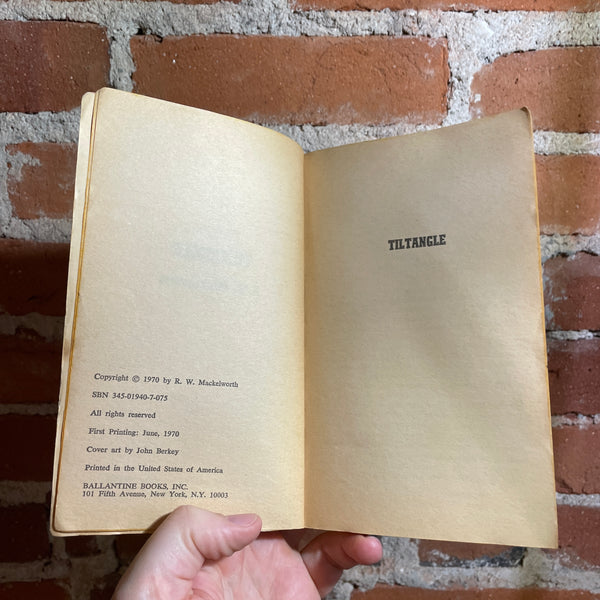 Copyright © 1970 by R. W. Mackelworth
SBN 345-01940-7-075
All rights reserved
First Printing: June, 1970
Cover art by John Berkey
Printed in the United States of America
BALLANTINE BOOKS, INC.
101 Fifth Avenue, New York, N.Y. 10003
TILTANGLE